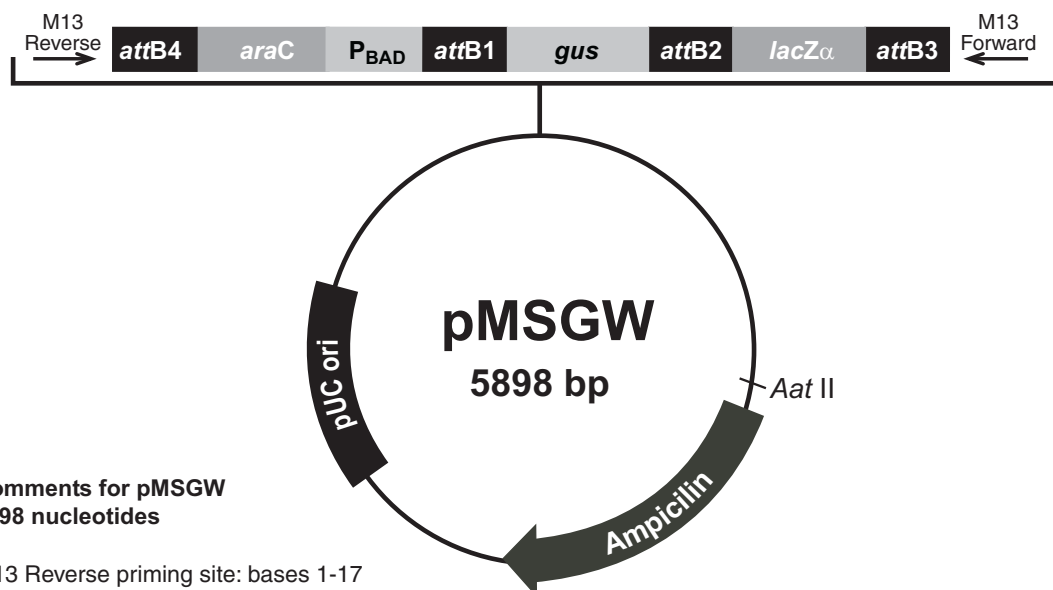 M13 Reverse
M13 Forward
attB4 araC PBAD attB1 gus attB2 lacZα attB3
pMSGW
5898 bp
Aat II
pUC ori
Ampicilin
omments for pMSGW
98 nucleotides
13 Reverse priming site: bases 1-17